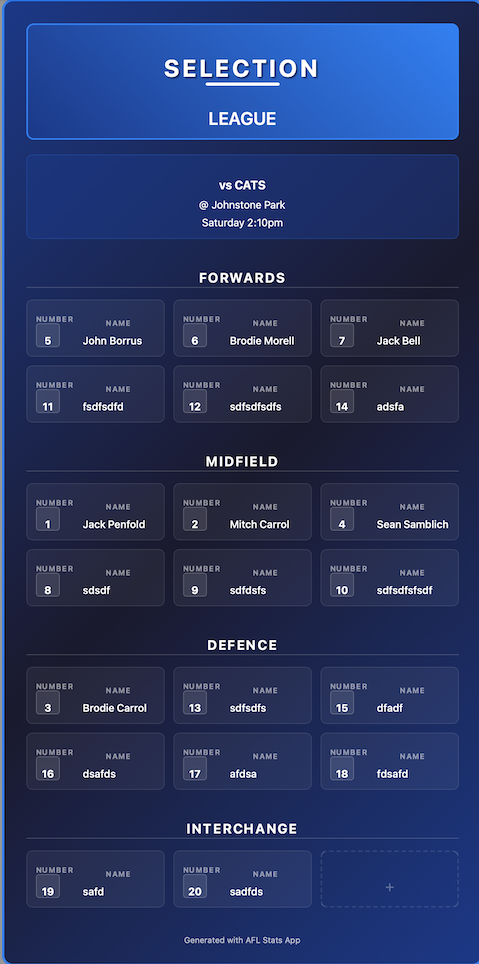 SELECTION
LEAGUE
vs CATS
@ Johnstone Park
Saturday 2:10pm
FORWARDS
NUMBER NAME NUMBER NAME NUMBER NAME
5 John Borrus 6 Brodie Morell 7 Jack Bell
NUMBER NAME NUMBER NAME NUMBER NAME
11 fsdfsdfd 12 sdfsdfsdfs 14 adsfa
MIDFIELD
NUMBER NAME NUMBER NAME NUMBER NAME
1 Jack Penfold 2 Mitch Carrol 4 Sean Samblich
NUMBER NAME NUMBER NAME NUMBER NAME
8 sdsdf 9 sdfdsfs 10 sdfsdfsfsdf
DEFENCE
NUMBER NAME NUMBER NAME NUMBER NAME
3 Brodie Carrol 13 sdfsdfs 15 dfadf
NUMBER NAME NUMBER NAME NUMBER NAME
16 dsafds 17 afdsa 18 fdsafd
INTERCHANGE
NUMBER NAME NUMBER NAME
19 safd 20 sadfds +
Generated with AFL Stats App